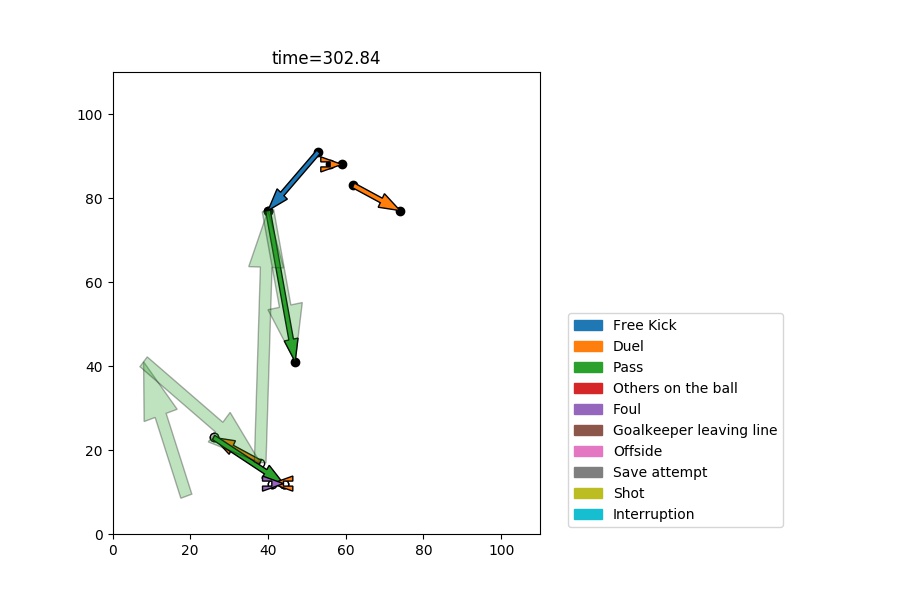 time=302.84
100
80
60
40
20
0
0 20 40 60 80 100
Free Kick
Duel
Pass
Others on the ball
Foul
Goalkeeper leaving line
Offside
Save attempt
Shot
Interruption